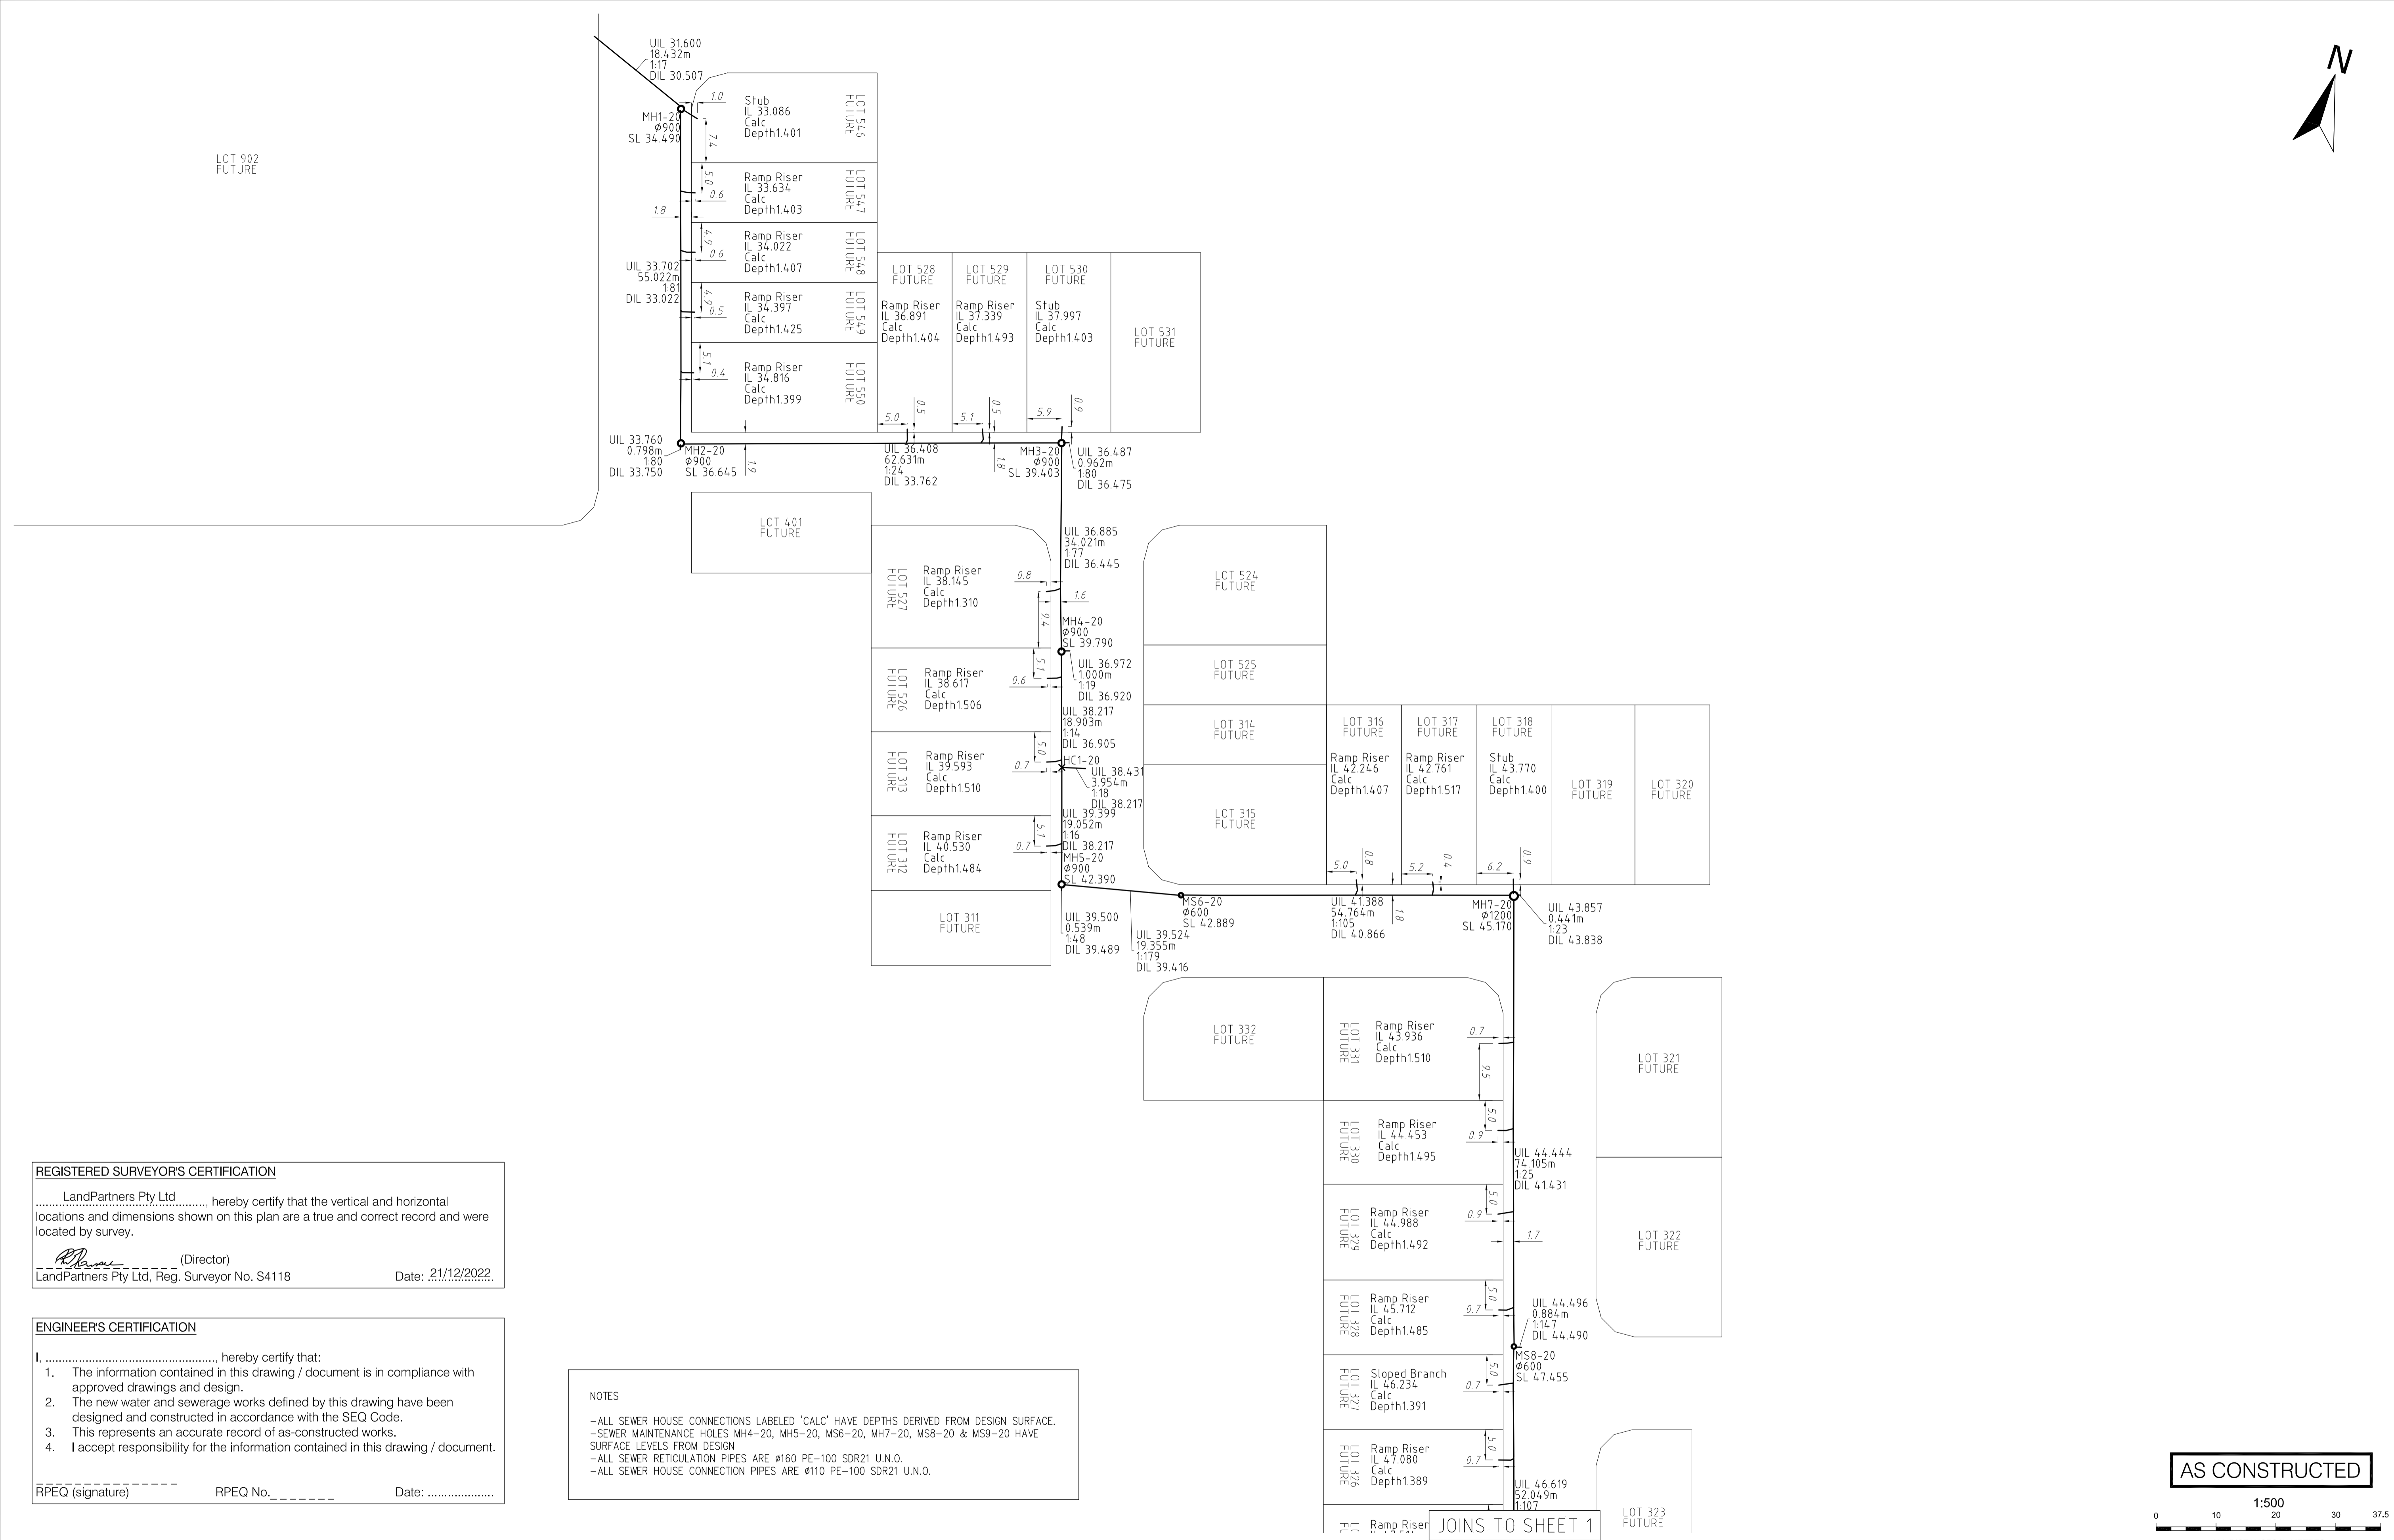 UIL 31.600
18.432m
1:17
DIL 30.507
N
MH1-20
Ø900
SL 34.490
LOT 902
FUTURE
1.0
7.4
Stub
IL 33.086
Calc
Depth1.401
LOT 546
FUTURE
5.0
0.6
Ramp Riser
IL 33.634
Calc
Depth1.403
LOT 547
FUTURE
1.8
4.9
0.6
Ramp Riser
IL 34.022
Calc
Depth1.407
LOT 548
FUTURE
UIL 33.702
55.022m
1:81
DIL 33.022
4.9
0.5
Ramp Riser
IL 34.397
Calc
Depth1.425
LOT 549
FUTURE
5.1
0.4
Ramp Riser
IL 34.816
Calc
Depth1.399
LOT 550
FUTURE
LOT 528
FUTURE
Ramp Riser
IL 36.891
Calc
Depth1.404
5.0
0.5
LOT 529
FUTURE
Ramp Riser
IL 37.339
Calc
Depth1.493
5.1
0.5
LOT 530
FUTURE
Stub
IL 37.997
Calc
Depth1.403
5.9
0.9
LOT 531
FUTURE
UIL 33.760
0.798m
1:80
DIL 33.750
MH2-20
Ø900
SL 36.645
1.9
UIL 36.408
62.631m
1:24
DIL 33.762
1.8
MH3-20
Ø900
SL 39.403
UIL 36.487
0.962m
1:80
DIL 36.475
LOT 401
FUTURE
UIL 36.885
34.021m
1:77
DIL 36.445
LOT 527
FUTURE
Ramp Riser
IL 38.145
Calc
Depth1.310
0.8
1.6
9.4
LOT 524
FUTURE
MH4-20
Ø900
SL 39.790
LOT 526
FUTURE
Ramp Riser
IL 38.617
Calc
Depth1.506
5.1
0.6
UIL 36.972
1.000m
1:19
DIL 36.920
LOT 525
FUTURE
UIL 38.217
18.903m
1:14
DIL 36.905
LOT 313
FUTURE
Ramp Riser
IL 39.593
Calc
Depth1.510
5.0
0.7
HC1-20
UIL 38.431
3.954m
1:18
DIL 38.217
LOT 314
FUTURE
LOT 312
FUTURE
Ramp Riser
IL 40.530
Calc
Depth1.484
5.1
0.7
UIL 39.399
19.052m
1:16
DIL 38.217
MH5-20
Ø900
SL 42.390
LOT 315
FUTURE
LOT 316
FUTURE
Ramp Riser
IL 42.246
Calc
Depth1.407
5.0
0.8
LOT 317
FUTURE
Ramp Riser
IL 42.761
Calc
Depth1.517
5.2
0.4
LOT 318
FUTURE
Stub
IL 43.770
Calc
Depth1.400
6.2
0.9
LOT 319
FUTURE
LOT 320
FUTURE
LOT 311
FUTURE
UIL 39.500
0.539m
1:48
DIL 39.489
UIL 39.524
19.355m
1:179
DIL 39.416
MS6-20
Ø600
SL 42.889
UIL 41.388
54.764m
1:105
DIL 40.866
1.8
MH7-20
Ø1200
SL 45.170
UIL 43.857
0.441m
1:23
DIL 43.838
LOT 332
FUTURE
LOT 331
FUTURE
Ramp Riser
IL 43.936
Calc
Depth1.510
0.7
9.5
LOT 321
FUTURE
LOT 330
FUTURE
Ramp Riser
IL 44.453
Calc
Depth1.495
5.0
0.9
UIL 44.444
74.105m
1:25
DIL 41.431
LOT 329
FUTURE
Ramp Riser
IL 44.988
Calc
Depth1.492
5.0
0.9
1.7
LOT 322
FUTURE
LOT 328
FUTURE
Ramp Riser
IL 45.712
Calc
Depth1.485
5.0
0.7
UIL 44.496
0.884m
1:147
DIL 44.490
MS8-20
Ø600
SL 47.455
LOT 327
FUTURE
Sloped Branch
IL 46.234
Calc
Depth1.391
5.0
0.7
LOT 326
FUTURE
Ramp Riser
IL 47.080
Calc
Depth1.389
5.0
0.7
UIL 46.619
52.049m
1:107
LOT 323
FUTURE
Ramp Riser
JOINS TO SHEET 1
REGISTERED SURVEYOR'S CERTIFICATION
LandPartners Pty Ltd, hereby certify that the vertical and horizontal
locations and dimensions shown on this plan are a true and correct record and were
located by survey.
(Director)
LandPartners Pty Ltd, Reg. Surveyor No. S4118 Date: 21/12/2022
ENGINEER'S CERTIFICATION
I, ...................................................., hereby certify that:
1. The information contained in this drawing / document is in compliance with
approved drawings and design.
2. The new water and sewerage works defined by this drawing have been
designed and constructed in accordance with the SEQ Code.
3. This represents an accurate record of as-constructed works.
4. I accept responsibility for the information contained in this drawing / document.
RPEQ (signature) RPEQ No._ _ _ _ _ _ _ Date: ....................
NOTES
-ALL SEWER HOUSE CONNECTIONS LABELED 'CALC' HAVE DEPTHS DERIVED FROM DESIGN SURFACE.
-SEWER MAINTENANCE HOLES MH4-20, MH5-20, MS6-20, MH7-20, MS8-20 & MS9-20 HAVE
SURFACE LEVELS FROM DESIGN
-ALL SEWER RETICULATION PIPES ARE Ø160 PE-100 SDR21 U.N.O.
-ALL SEWER HOUSE CONNECTION PIPES ARE Ø110 PE-100 SDR21 U.N.O.
AS CONSTRUCTED
1:500
0 10 20 30 37.5